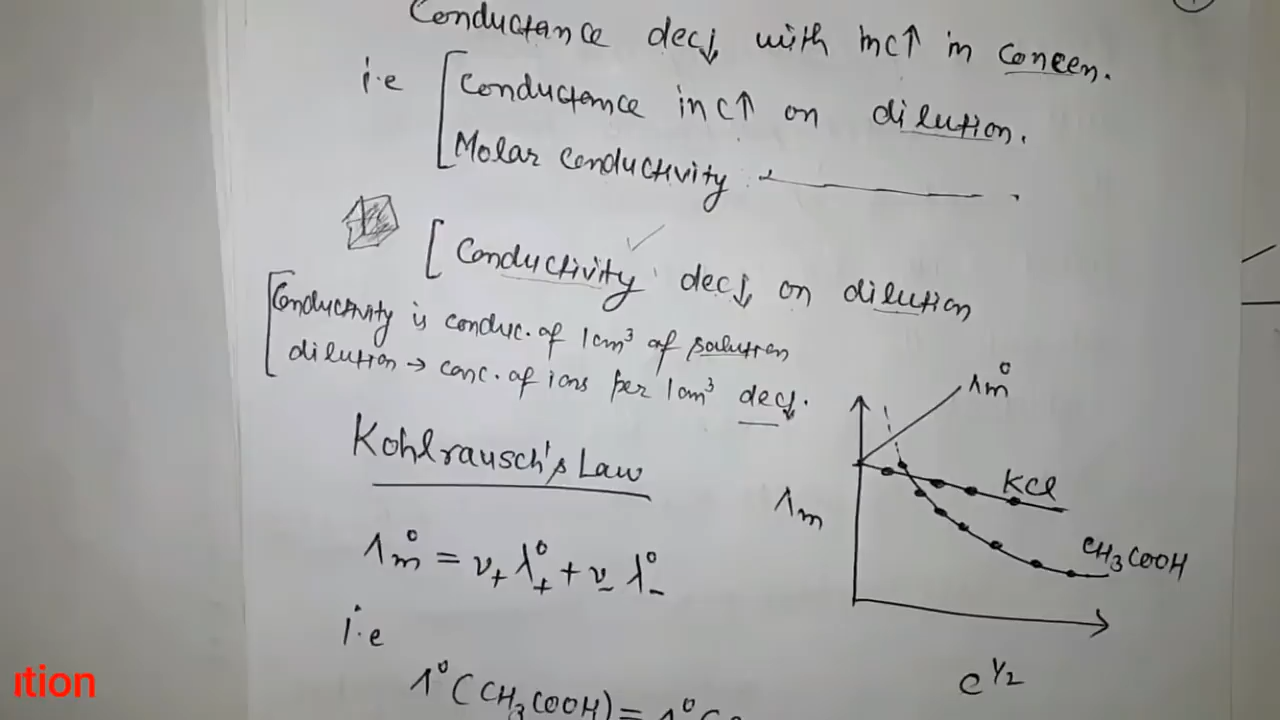 Conductance dec↓ with inc↑ in concen.
i.e [Conductance inc↑ on dilution.
[Molar conductivity ———.
[Conductivity ✓ dec↓ on dilution
[Conductivity is conduc. of 1cm³ of solution
dilution → conc. of ions per 1cm³ dec↓.
Kohlrausch's Law
Λm° = ν₊ λ₊° + ν₋ λ₋°
i.e
Λ°(CH₃COOH) = Λ°
Λm°
Λm
KCl
CH₃COOH
c^½
ition